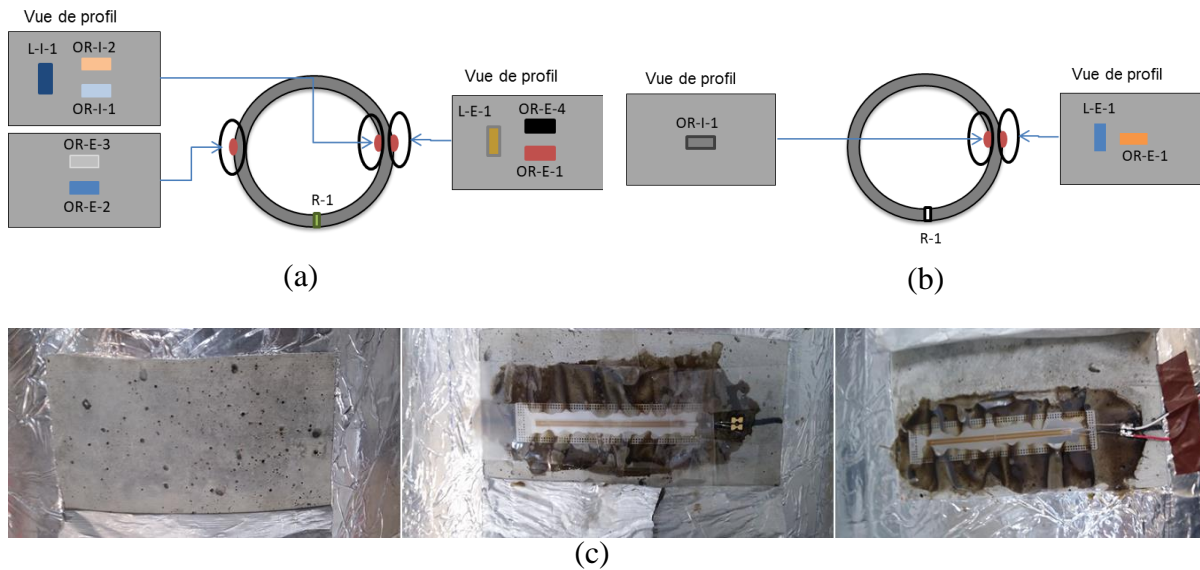 Vue de profil
L-I-1
OR-I-2
OR-I-1
OR-E-3
OR-E-2
R-1
Vue de profil
L-E-1
OR-E-4
OR-E-1
(a)
Vue de profil
OR-I-1
R-1
Vue de profil
L-E-1
OR-E-1
(b)
(c)